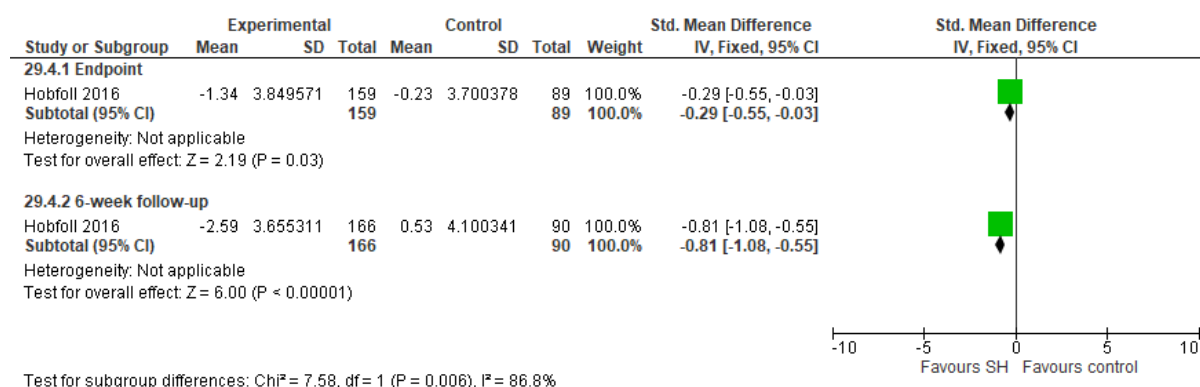 Experimental Control Std. Mean Difference Std. Mean Difference
Study or Subgroup Mean SD Total Mean SD Total Weight IV, Fixed, 95% CI IV, Fixed, 95% CI
29.4.1 Endpoint
Hobfoll 2016 -1.34 3.849571 159 -0.23 3.700378 89 100.0% -0.29 [-0.55, -0.03]
Subtotal (95% CI) 159 89 100.0% -0.29 [-0.55, -0.03]
Heterogeneity: Not applicable
Test for overall effect: Z = 2.19 (P = 0.03)
29.4.2 6-week follow-up
Hobfoll 2016 -2.59 3.655311 166 0.53 4.100341 90 100.0% -0.81 [-1.08, -0.55]
Subtotal (95% CI) 166 90 100.0% -0.81 [-1.08, -0.55]
Heterogeneity: Not applicable
Test for overall effect: Z = 6.00 (P < 0.00001)
-10 -5 0 5 10
Favours SH Favours control
Test for subgroup differences: Chi² = 7.58, df = 1 (P = 0.006), I² = 86.8%